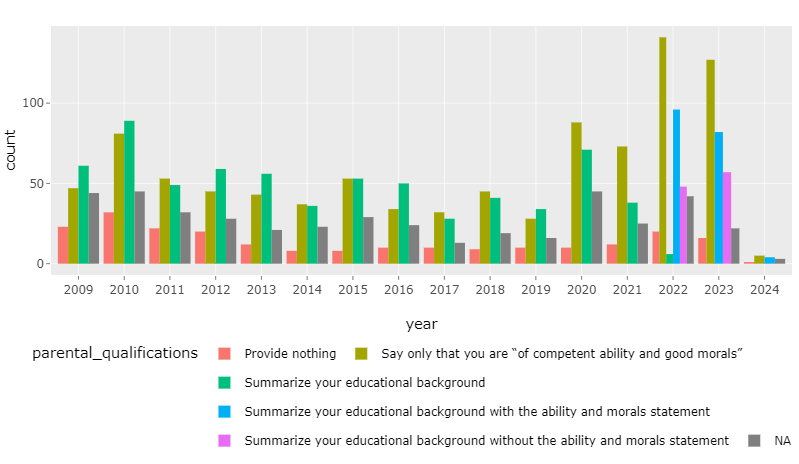 count
100
50
0
2009 2010 2011 2012 2013 2014 2015 2016 2017 2018 2019 2020 2021 2022 2023 2024
year
parental_qualifications Provide nothing Say only that you are “of competent ability and good morals”
Summarize your educational background
Summarize your educational background with the ability and morals statement
Summarize your educational background without the ability and morals statement NA